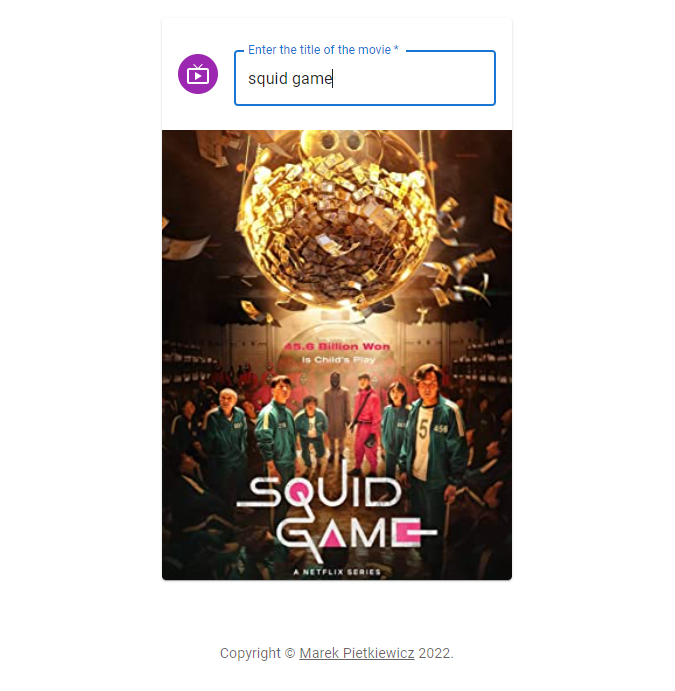 Enter the title of the movie *
squid game
45.6 Billion Won
is Child's Play
456
SQUID
GAME
A NETFLIX SERIES
Copyright © Marek Pietkiewicz 2022.